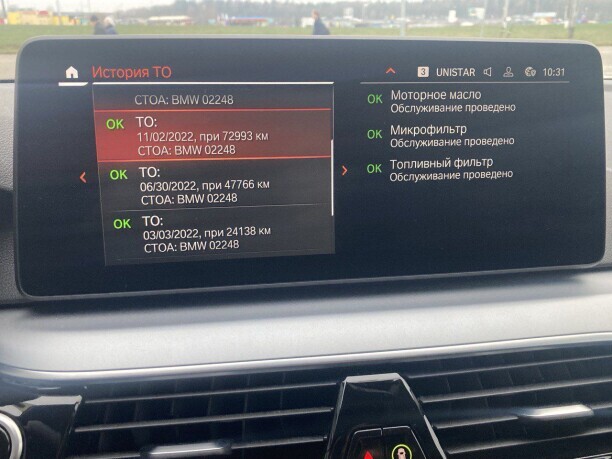 История ТО
3 UNISTAR 10:31
СТОА: BMW 02248
OK ТО:
11/02/2022, при 72993 км
СТОА: BMW 02248
OK ТО:
06/30/2022, при 47766 км
СТОА: BMW 02248
OK ТО:
03/03/2022, при 24138 км
СТОА: BMW 02248
OK Моторное масло
Обслуживание проведено
OK Микрофильтр
Обслуживание проведено
OK Топливный фильтр
Обслуживание проведено